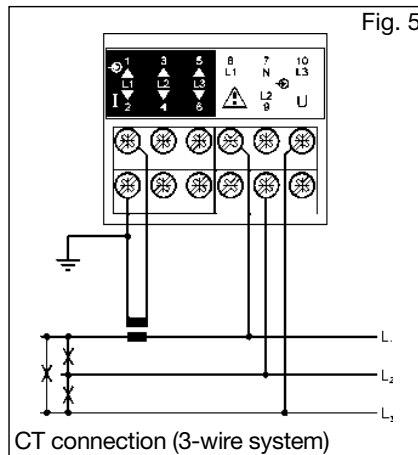 Fig. 5
1 3 5 8 7 10
L1 N L3
L1 L2 L3
L2
I 2 4 6 9 U
L1
L2
L3
CT connection (3-wire system)